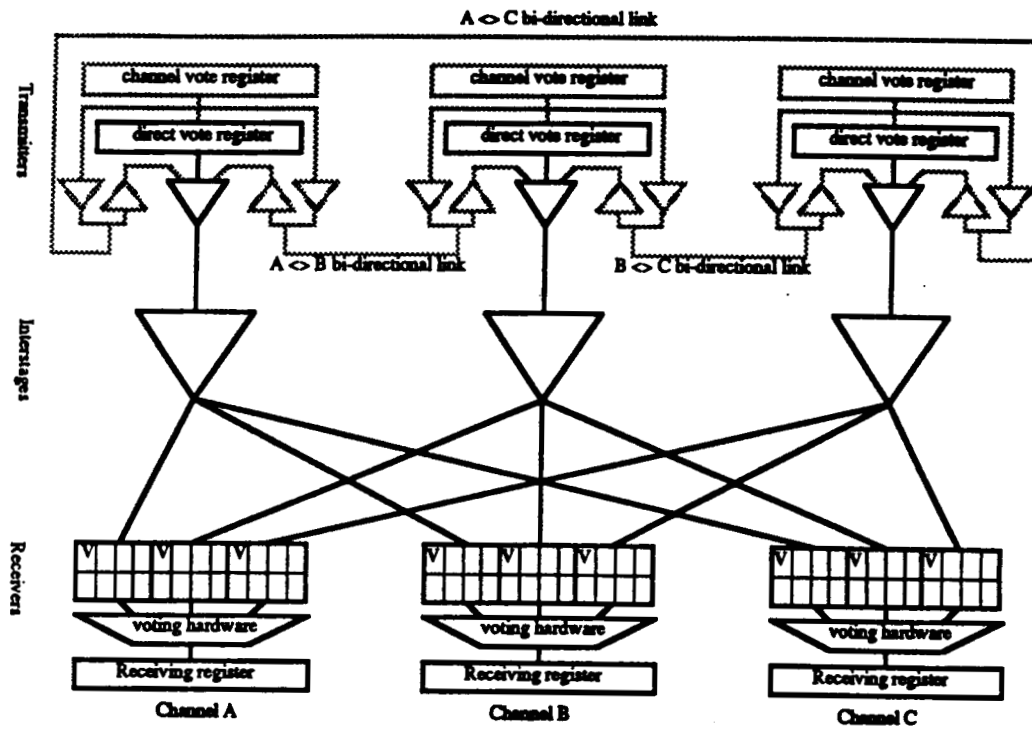 A <> C bi-directional link
channel vote register
channel vote register
channel vote register
Transmitters
direct vote register
direct vote register
direct vote register
A <> B bi-directional link
B <> C bi-directional link
Interstages
Receivers
V V V
V V V
V V V
voting hardware
voting hardware
voting hardware
Receiving register
Receiving register
Receiving register
Channel A
Channel B
Channel C